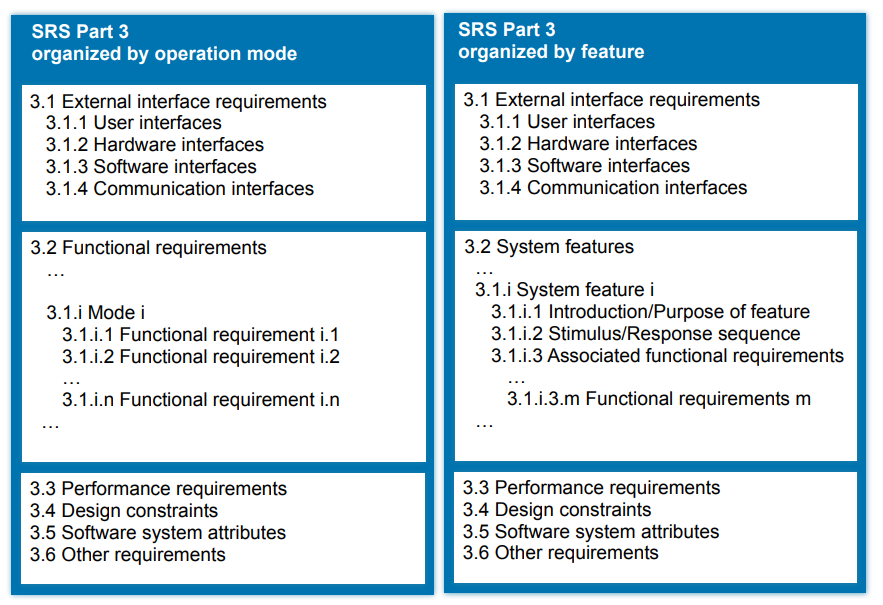 SRS Part 3
organized by operation mode
3.1 External interface requirements
3.1.1 User interfaces
3.1.2 Hardware interfaces
3.1.3 Software interfaces
3.1.4 Communication interfaces
3.2 Functional requirements
…
3.1.i Mode i
3.1.i.1 Functional requirement i.1
3.1.i.2 Functional requirement i.2
…
3.1.i.n Functional requirement i.n
…
3.3 Performance requirements
3.4 Design constraints
3.5 Software system attributes
3.6 Other requirements
SRS Part 3
organized by feature
3.1 External interface requirements
3.1.1 User interfaces
3.1.2 Hardware interfaces
3.1.3 Software interfaces
3.1.4 Communication interfaces
3.2 System features
…
3.1.i System feature i
3.1.i.1 Introduction/Purpose of feature
3.1.i.2 Stimulus/Response sequence
3.1.i.3 Associated functional requirements
…
3.1.i.3.m Functional requirements m
…
3.3 Performance requirements
3.4 Design constraints
3.5 Software system attributes
3.6 Other requirements